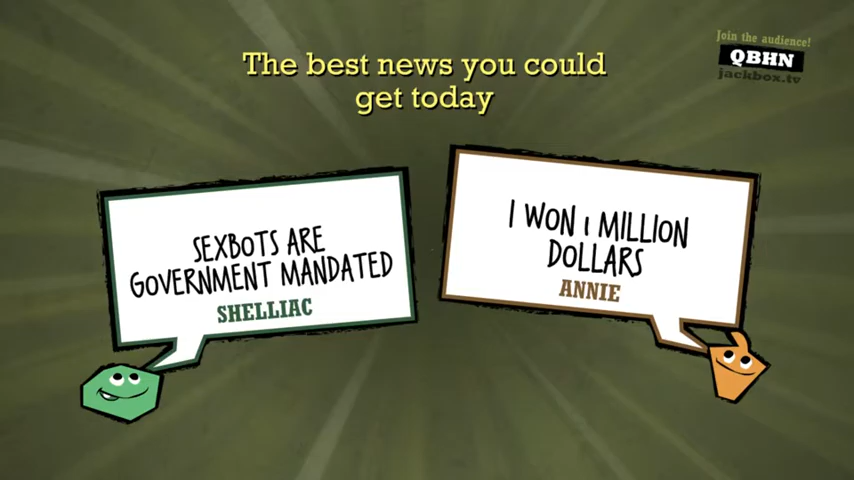 The best news you could
get today
Join the audience!
QBHN
jackbox.tv
SEXBOTS ARE
GOVERNMENT MANDATED
SHELLIAC
I WON 1 MILLION
DOLLARS
ANNIE